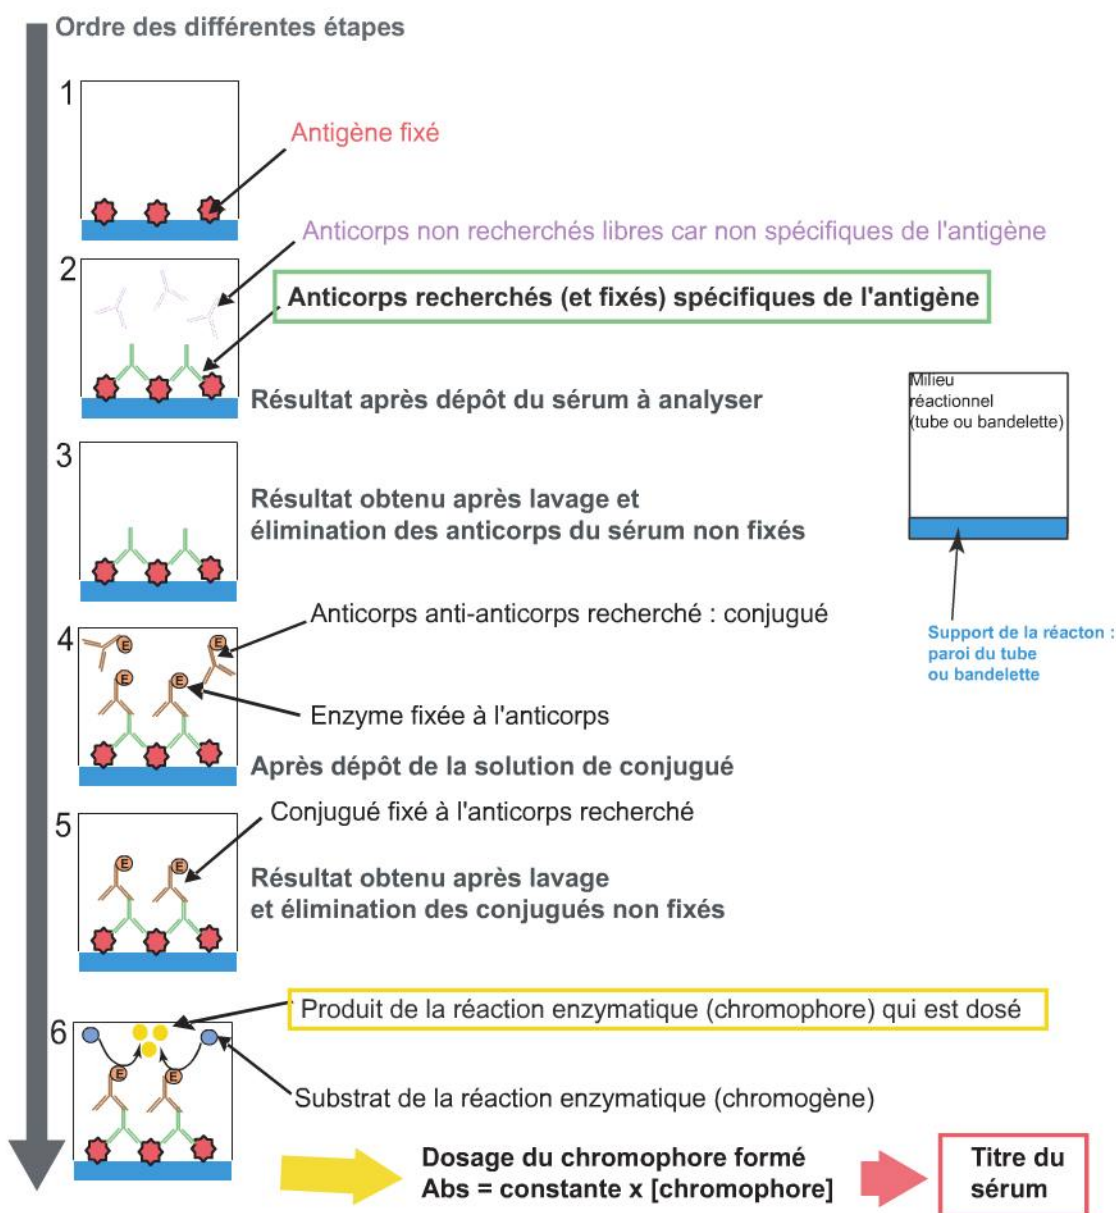 Ordre des différentes étapes
1
Antigène fixé
Anticorps non recherchés libres car non spécifiques de l'antigène
2
Anticorps recherchés (et fixés) spécifiques de l'antigène
Résultat après dépôt du sérum à analyser
Milieu
réactionnel
(tube ou bandelette)
3
Résultat obtenu après lavage et
élimination des anticorps du sérum non fixés
Support de la réacton :
paroi du tube
ou bandelette
4
Anticorps anti-anticorps recherché : conjugué
E
E
E
E
Enzyme fixée à l'anticorps
Après dépôt de la solution de conjugué
5
Conjugué fixé à l'anticorps recherché
E
E
Résultat obtenu après lavage
et élimination des conjugués non fixés
6
Produit de la réaction enzymatique (chromophore) qui est dosé
E
E
Substrat de la réaction enzymatique (chromogène)
Dosage du chromophore formé
Abs = constante x [chromophore]
Titre du
sérum